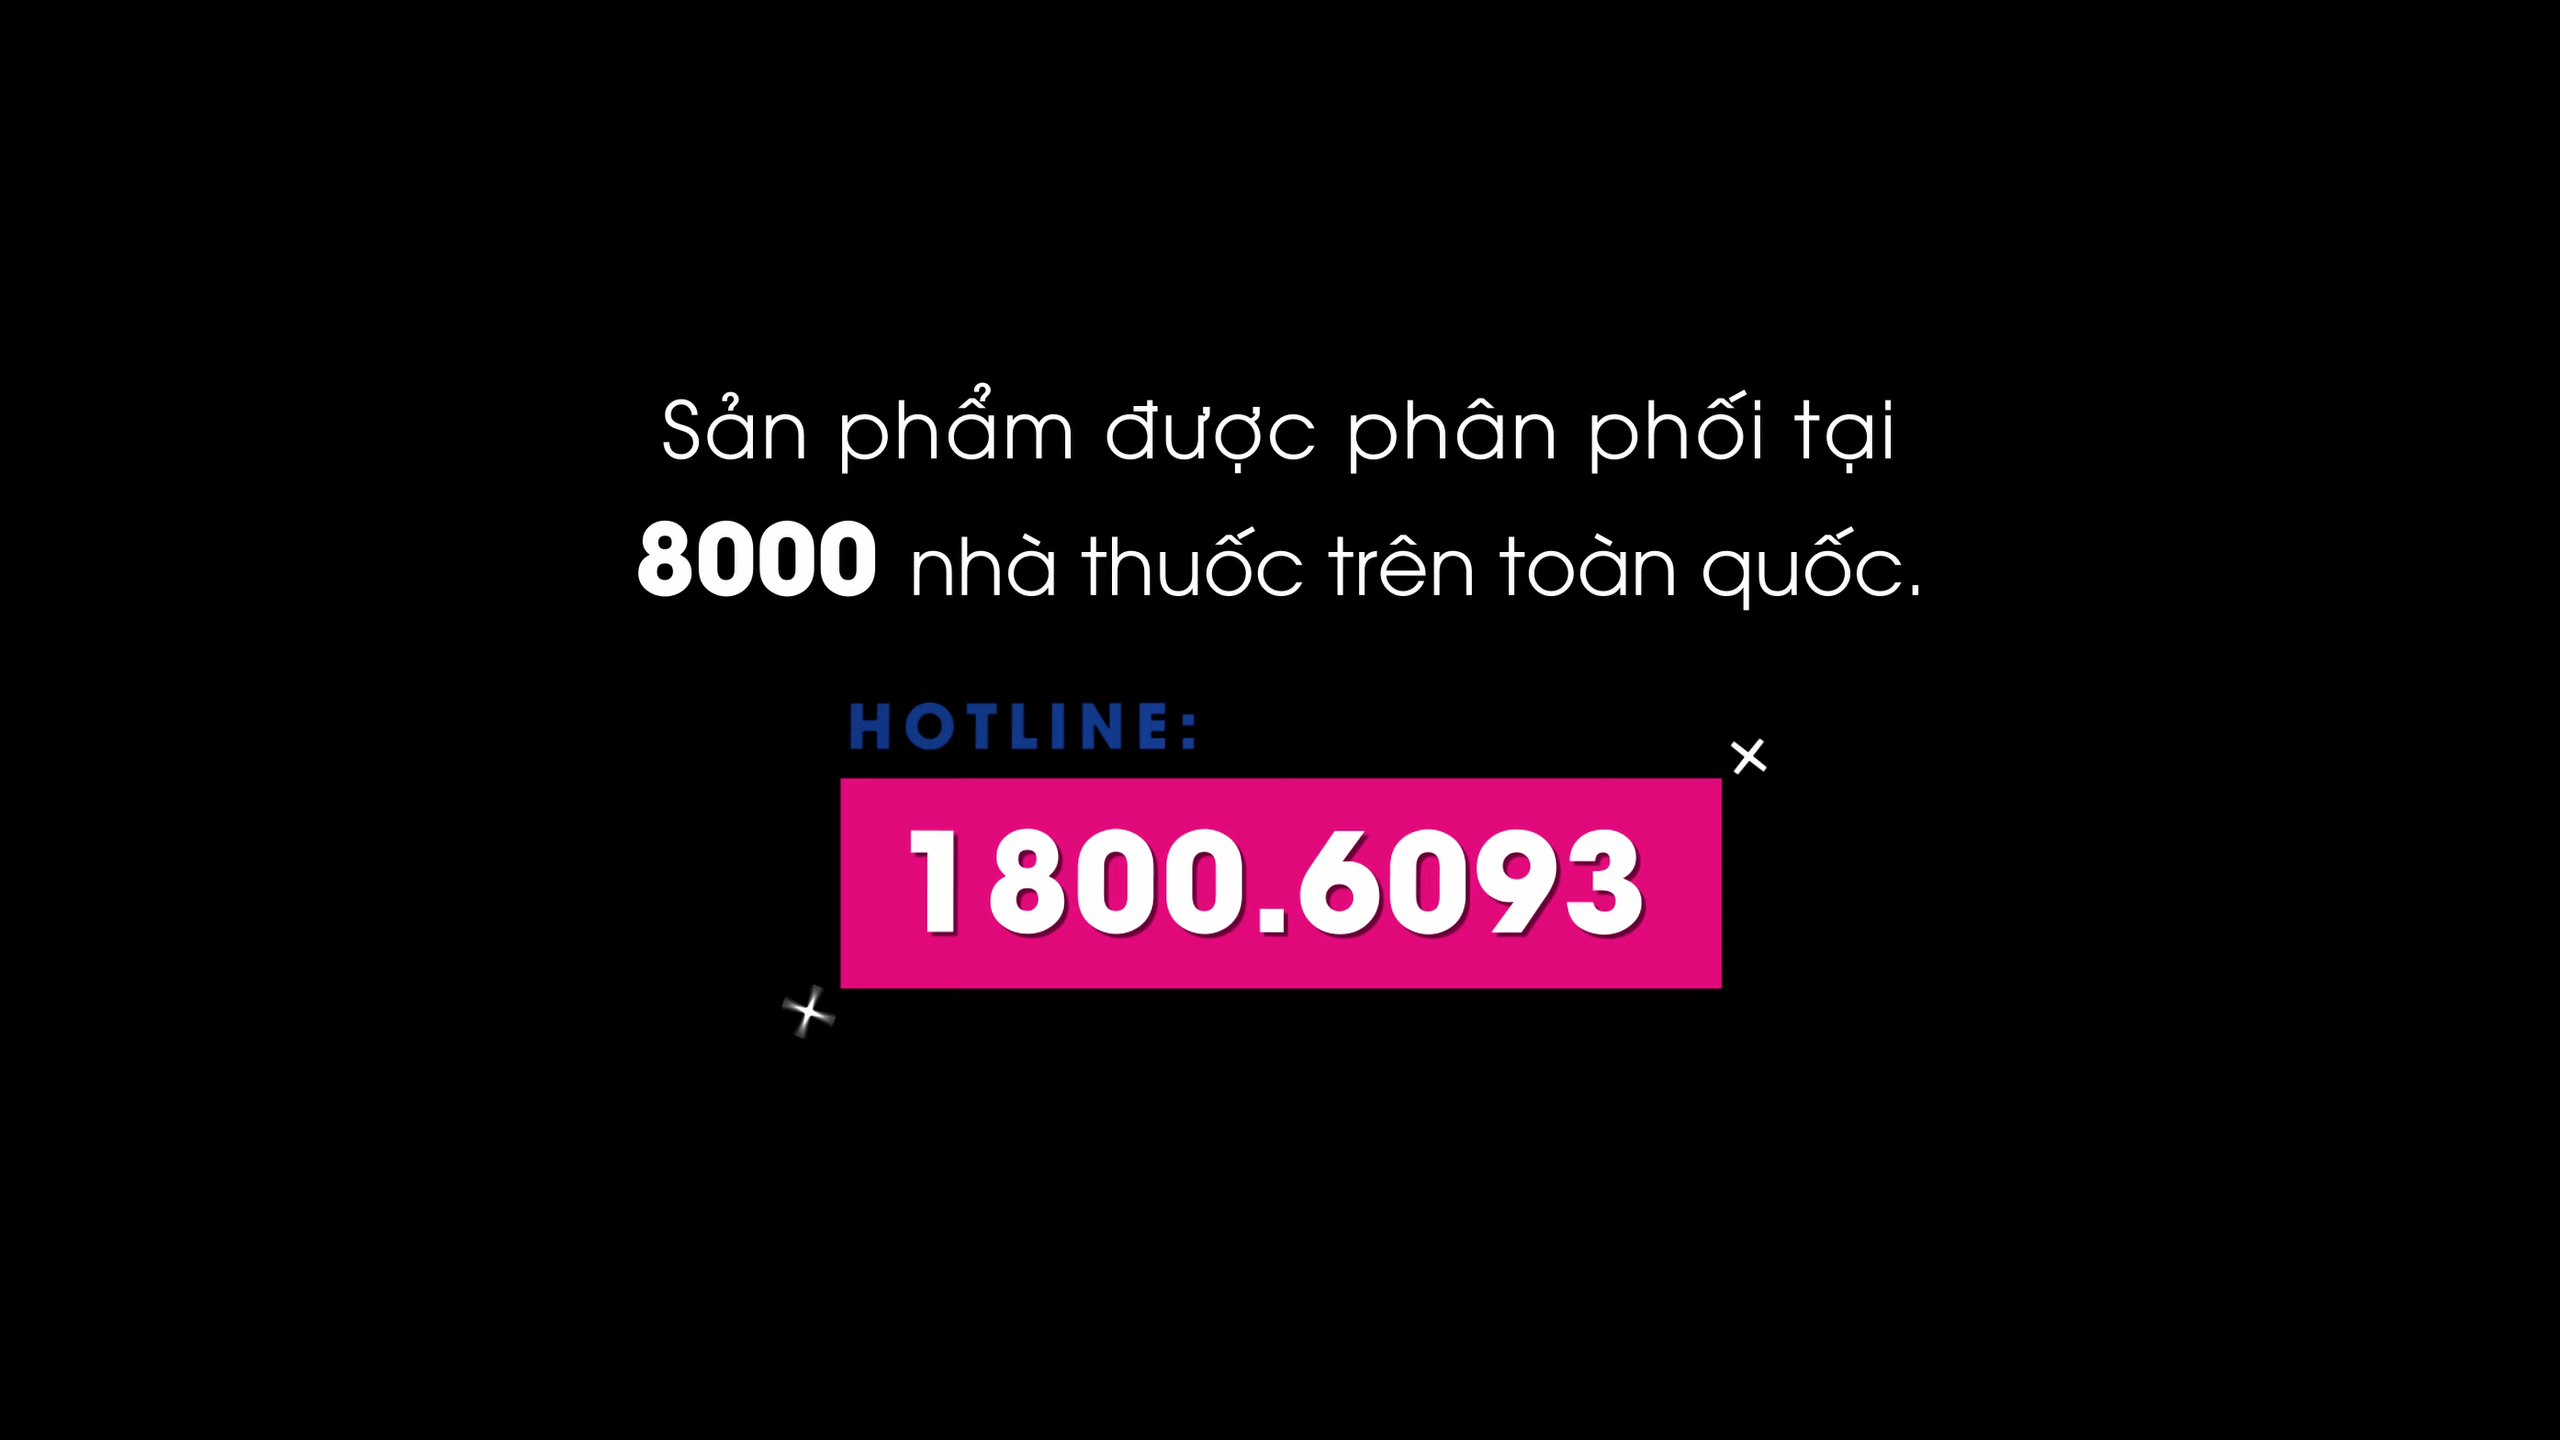 Sản phẩm được phân phối tại
8000 nhà thuốc trên toàn quốc.
HOTLINE:
1800.6093